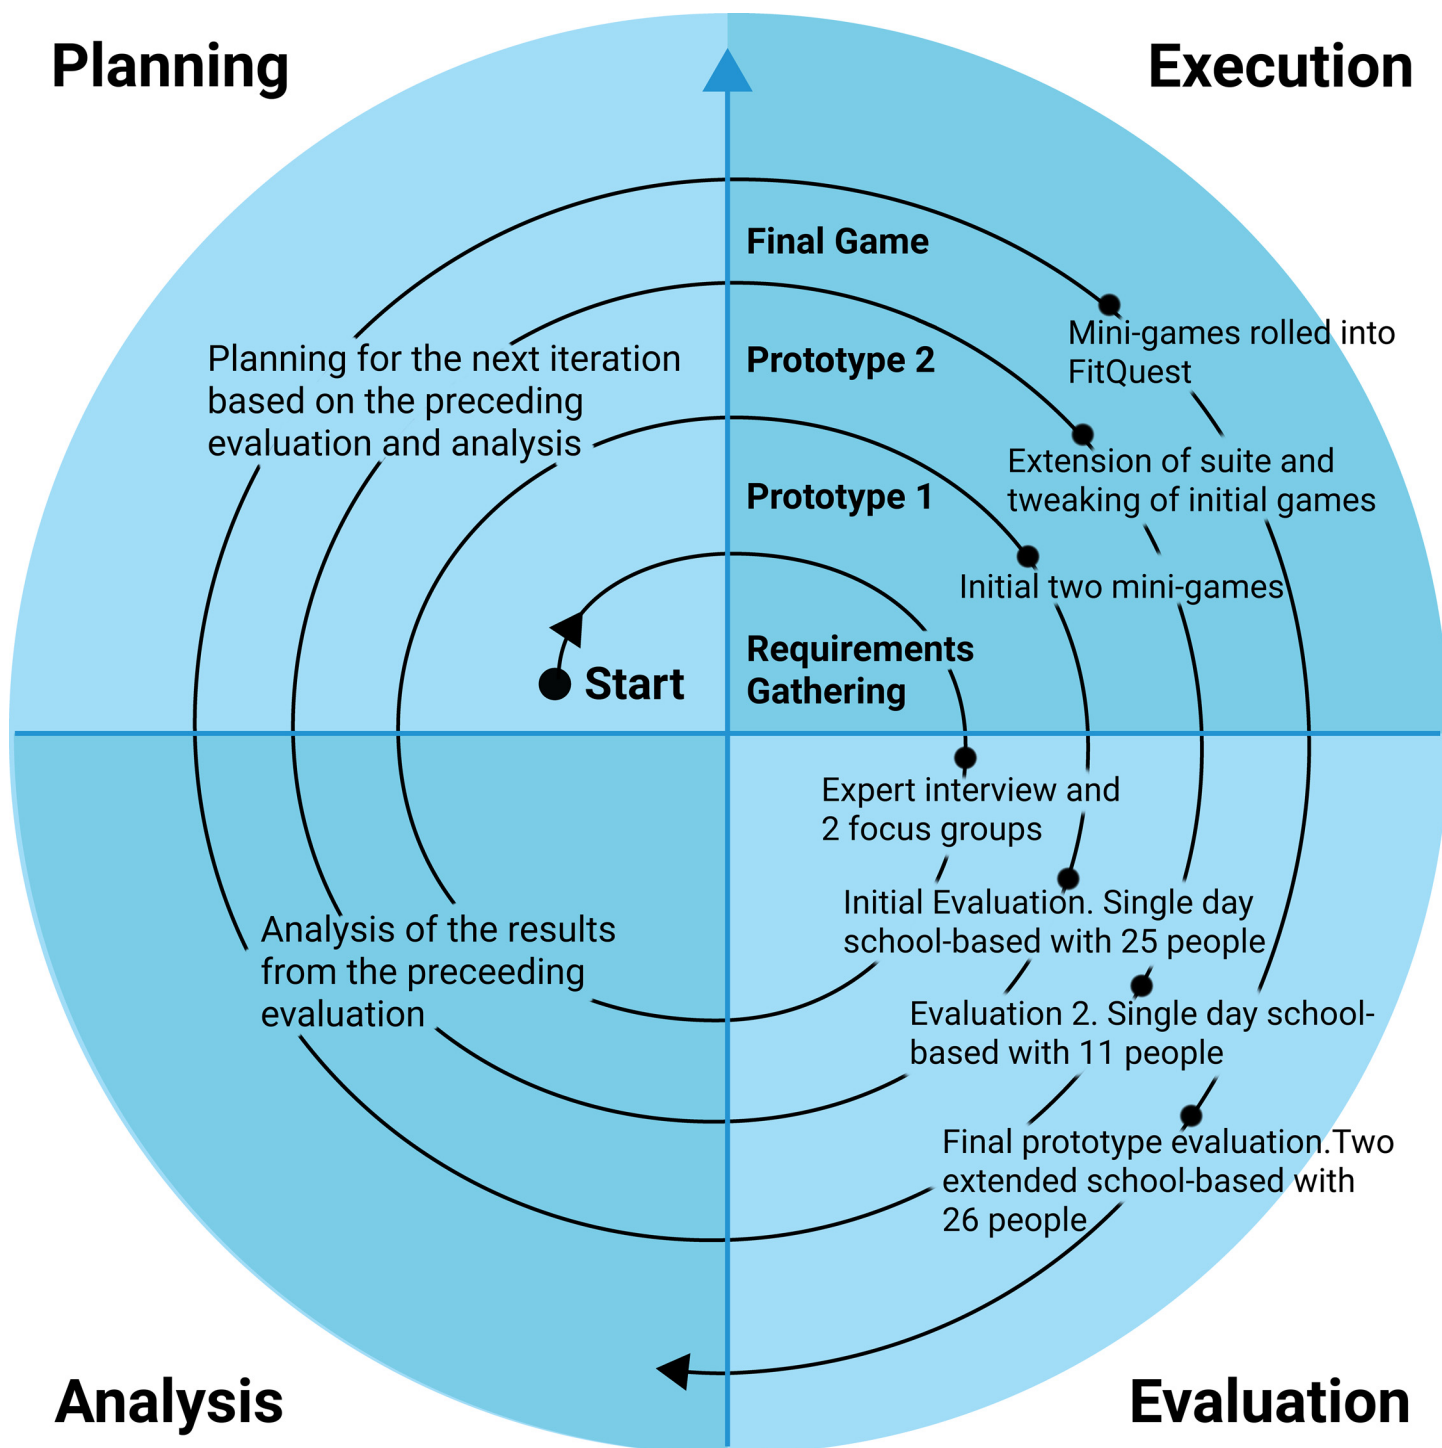 Planning
Execution
Final Game
Mini-games rolled into
FitQuest
Planning for the next iteration
based on the preceding
evaluation and analysis
Prototype 2
Extension of suite and
tweaking of initial games
Prototype 1
Initial two mini-games
Start
Requirements
Gathering
Expert interview and
2 focus groups
Initial Evaluation. Single day
school-based with 25 people
Analysis of the results
from the preceeding
evaluation
Evaluation 2. Single day school-
based with 11 people
Final prototype evaluation.Two
extended school-based with
26 people
Analysis
Evaluation